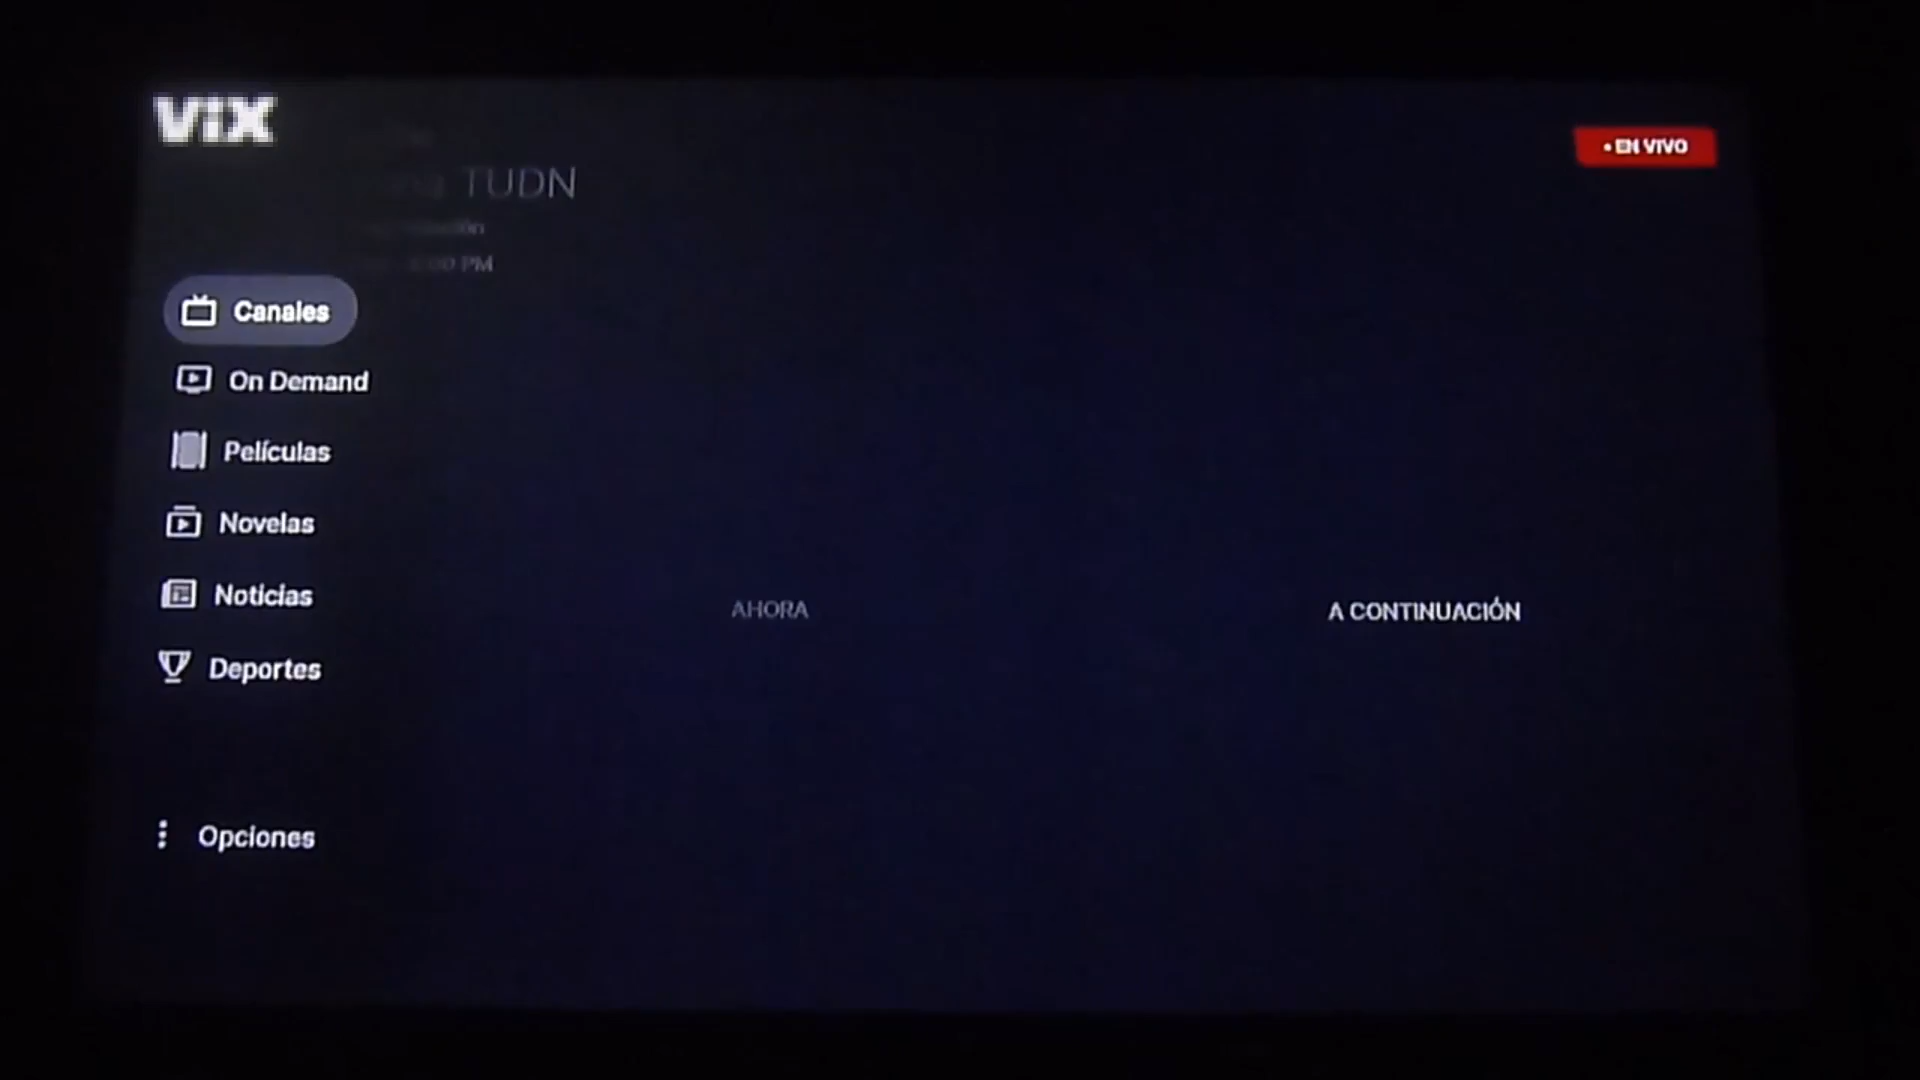 ViX
• EN VIVO
TUDN
PM
Canales
On Demand
Películas
Novelas
Noticias
Deportes
AHORA
A CONTINUACIÓN
Opciones